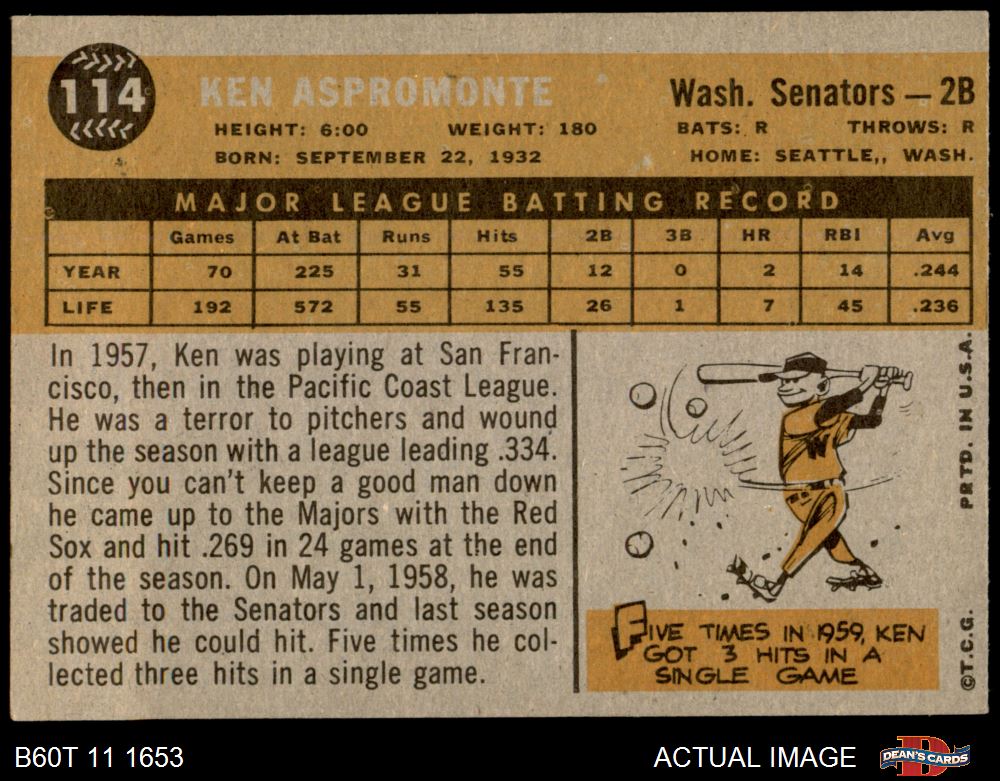 114
KEN ASPROMONTE
Wash. Senators — 2B
HEIGHT: 6:00 WEIGHT: 180 BATS: R THROWS: R
BORN: SEPTEMBER 22, 1932 HOME: SEATTLE,, WASH.
MAJOR LEAGUE BATTING RECORD
Games At Bat Runs Hits 2B 3B HR RBI Avg
YEAR 70 225 31 55 12 0 2 14 .244
LIFE 192 572 55 135 26 1 7 45 .236
In 1957, Ken was playing at San Fran-
cisco, then in the Pacific Coast League.
He was a terror to pitchers and wound
up the season with a league leading .334.
Since you can't keep a good man down
he came up to the Majors with the Red
Sox and hit .269 in 24 games at the end
of the season. On May 1, 1958, he was
traded to the Senators and last season
showed he could hit. Five times he col-
lected three hits in a single game.
W
FIVE TIMES IN 1959, KEN
GOT 3 HITS IN A
SINGLE GAME
PRTD. IN U.S.A.
©T.C.G.
B60T 11 1653
ACTUAL IMAGE
D
DEAN'S CARDS